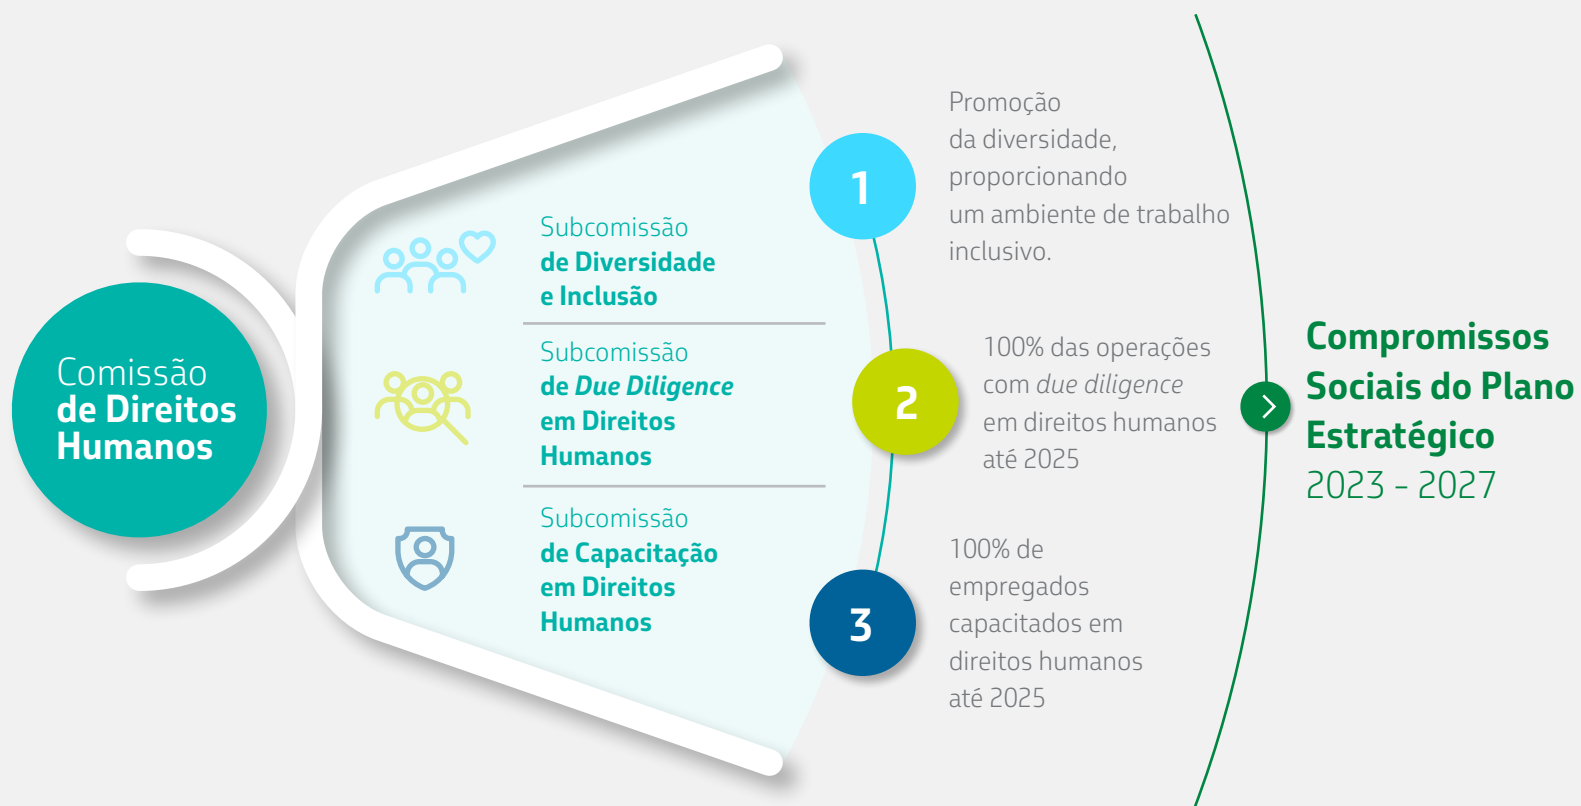 Comissão
de Direitos
Humanos
Subcomissão
de Diversidade
e Inclusão
Subcomissão
de Due Diligence
em Direitos
Humanos
Subcomissão
de Capacitação
em Direitos
Humanos
1
Promoção
da diversidade,
proporcionando
um ambiente de trabalho
inclusivo.
2
100% das operações
com due diligence
em direitos humanos
até 2025
3
100% de
empregados
capacitados em
direitos humanos
até 2025
Compromissos
Sociais do Plano
Estratégico
2023 - 2027